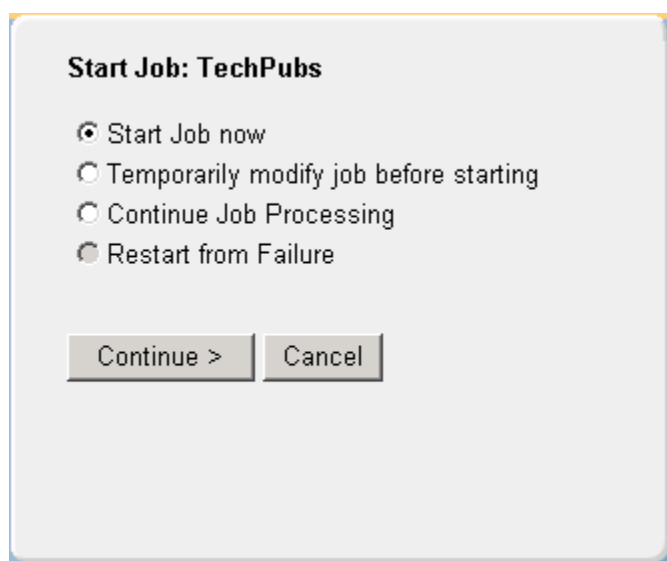 Start Job: TechPubs
Start Job now
Temporarily modify job before starting
Continue Job Processing
Restart from Failure
Continue > Cancel